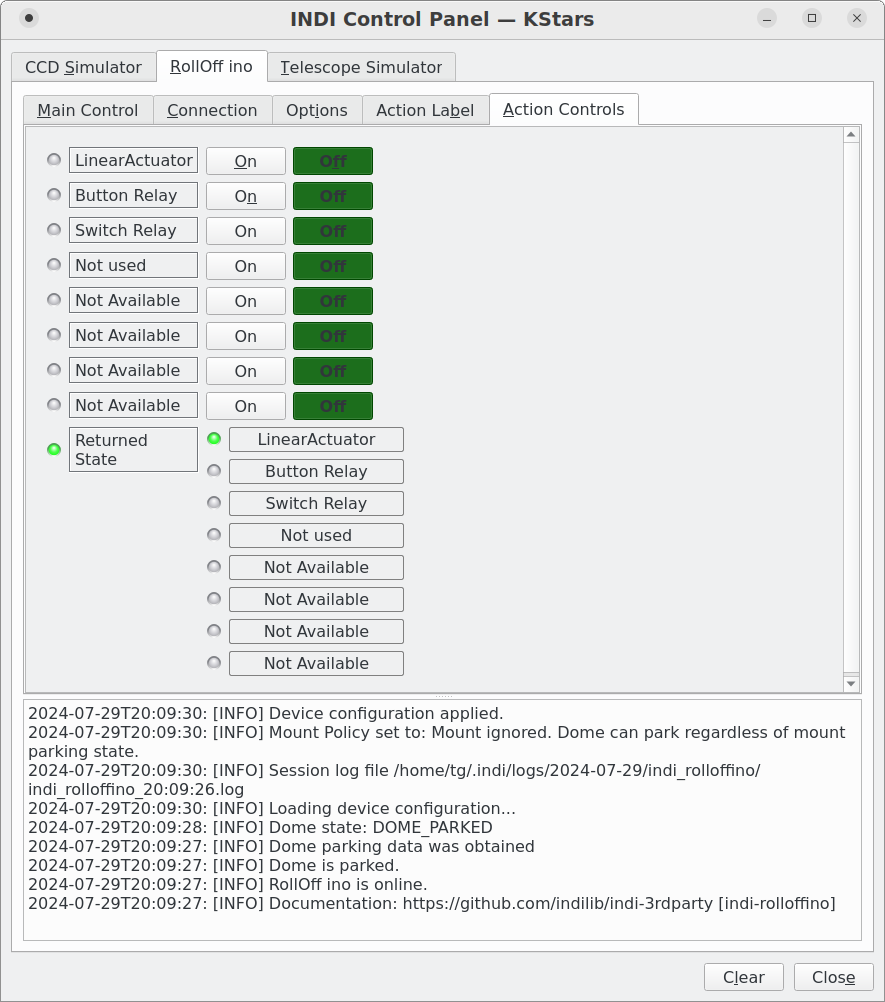 INDI Control Panel — KStars
CCD Simulator RollOff ino Telescope Simulator
Main Control Connection Options Action Label Action Controls
LinearActuator On Off
Button Relay On Off
Switch Relay On Off
Not used On Off
Not Available On Off
Not Available On Off
Not Available On Off
Not Available On Off
Returned
State
LinearActuator
Button Relay
Switch Relay
Not used
Not Available
Not Available
Not Available
Not Available
2024-07-29T20:09:30: [INFO] Device configuration applied.
2024-07-29T20:09:30: [INFO] Mount Policy set to: Mount ignored. Dome can park regardless of mount
parking state.
2024-07-29T20:09:30: [INFO] Session log file /home/tg/.indi/logs/2024-07-29/indi_rolloffino/
indi_rolloffino_20:09:26.log
2024-07-29T20:09:30: [INFO] Loading device configuration...
2024-07-29T20:09:28: [INFO] Dome state: DOME_PARKED
2024-07-29T20:09:27: [INFO] Dome parking data was obtained
2024-07-29T20:09:27: [INFO] Dome is parked.
2024-07-29T20:09:27: [INFO] RollOff ino is online.
2024-07-29T20:09:27: [INFO] Documentation: https://github.com/indilib/indi-3rdparty [indi-rolloffino]
Clear Close